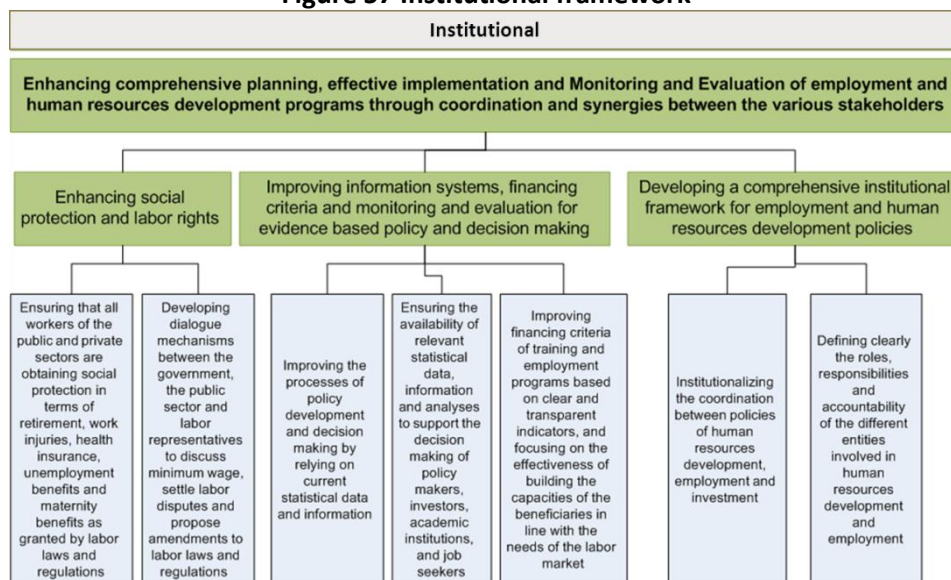 Figure 37 Institutional framework
Institutional
Enhancing comprehensive planning, effective implementation and Monitoring and Evaluation of employment and
human resources development programs through coordination and synergies between the various stakeholders
Enhancing social
protection and labor rights
Improving information systems, financing
criteria and monitoring and evaluation for
evidence based policy and decision making
Developing a comprehensive institutional
framework for employment and human
resources development policies
Ensuring that all
workers of the
public and private
sectors are
obtaining social
protection in
terms of
retirement, work
injuries, health
insurance,
unemployment
benefits and
maternity
benefits as
granted by labor
laws and
regulations
Developing
dialogue
mechanisms
between the
government,
the public
sector and
labor
representatives
to discuss
minimum wage,
settle labor
disputes and
propose
amendments to
labor laws and
regulations
Improving the
processes of
policy
development
and decision
making by
relying on
current
statistical data
and information
Ensuring the
availability of
relevant
statistical
data,
information
and analyses
to support the
decision
making of
policy
makers,
investors,
academic
institutions,
and job
seekers
Improving
financing criteria
of training and
employment
programs based
on clear and
transparent
indicators, and
focusing on the
effectiveness of
building the
capacities of the
beneficiaries in
line with the
needs of the labor
market
Institutionalizing
the coordination
between policies
of human
resources
development,
employment and
investment
Defining clearly
the roles,
responsibilities
and
accountability
of the different
entities
involved in
human
resources
development
and
employment